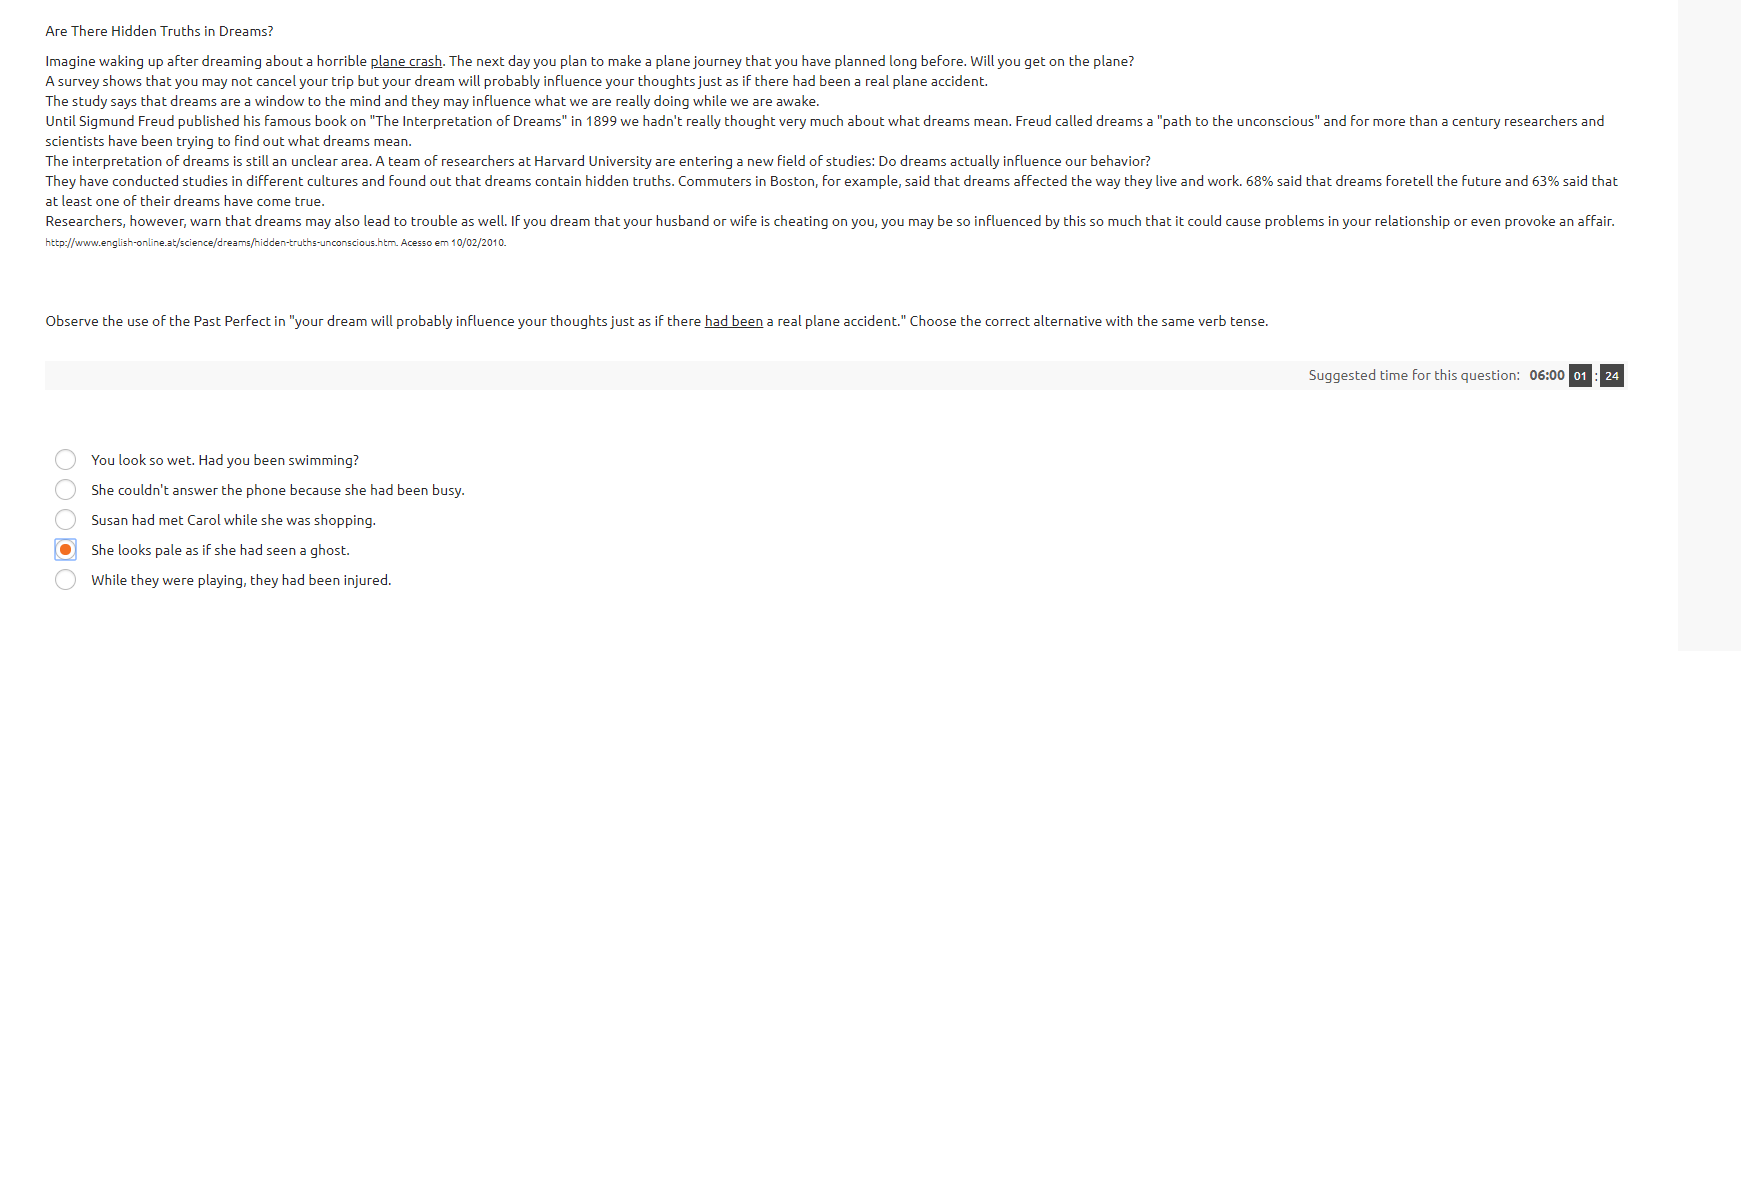 Are There Hidden Truths in Dreams?
Imagine waking up after dreaming about a horrible plane crash. The next day you plan to make a plane journey that you have planned long before. Will you get on the plane?
A survey shows that you may not cancel your trip but your dream will probably influence your thoughts just as if there had been a real plane accident.
The study says that dreams are a window to the mind and they may influence what we are really doing while we are awake.
Until Sigmund Freud published his famous book on "The Interpretation of Dreams" in 1899 we hadn't really thought very much about what dreams mean. Freud called dreams a "path to the unconscious" and for more than a century researchers and
scientists have been trying to find out what dreams mean.
The interpretation of dreams is still an unclear area. A team of researchers at Harvard University are entering a new field of studies: Do dreams actually influence our behavior?
They have conducted studies in different cultures and found out that dreams contain hidden truths. Commuters in Boston, for example, said that dreams affected the way they live and work. 68% said that dreams foretell the future and 63% said that
at least one of their dreams have come true.
Researchers, however, warn that dreams may also lead to trouble as well. If you dream that your husband or wife is cheating on you, you may be so influenced by this so much that it could cause problems in your relationship or even provoke an affair.
http://www.english-online.at/science/dreams/hidden-truths-unconscious.htm. Acesso em 10/02/2010.
Observe the use of the Past Perfect in "your dream will probably influence your thoughts just as if there had been a real plane accident." Choose the correct alternative with the same verb tense.
Suggested time for this question: 06:00 01 : 24
You look so wet. Had you been swimming?
She couldn't answer the phone because she had been busy.
Susan had met Carol while she was shopping.
She looks pale as if she had seen a ghost.
While they were playing, they had been injured.